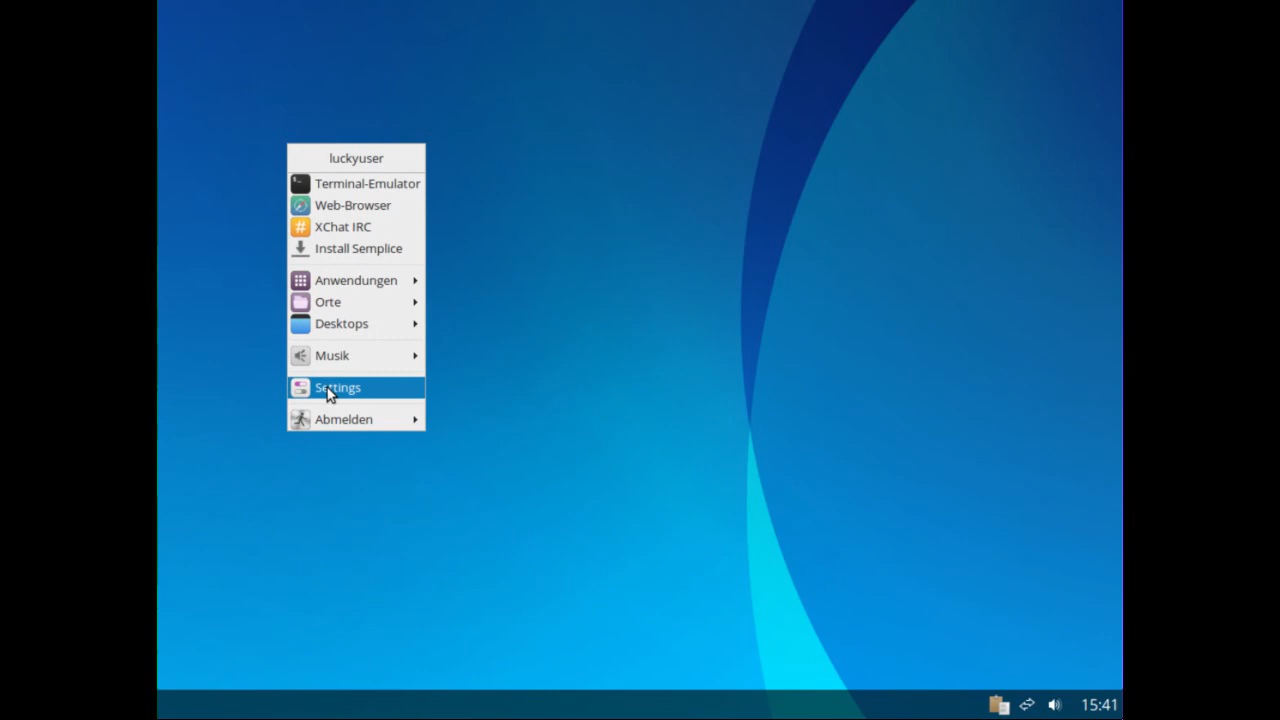 luckyuser
Terminal-Emulator
Web-Browser
XChat IRC
Install Semplice
Anwendungen
Orte
Desktops
Musik
Settings
Abmelden
15:41